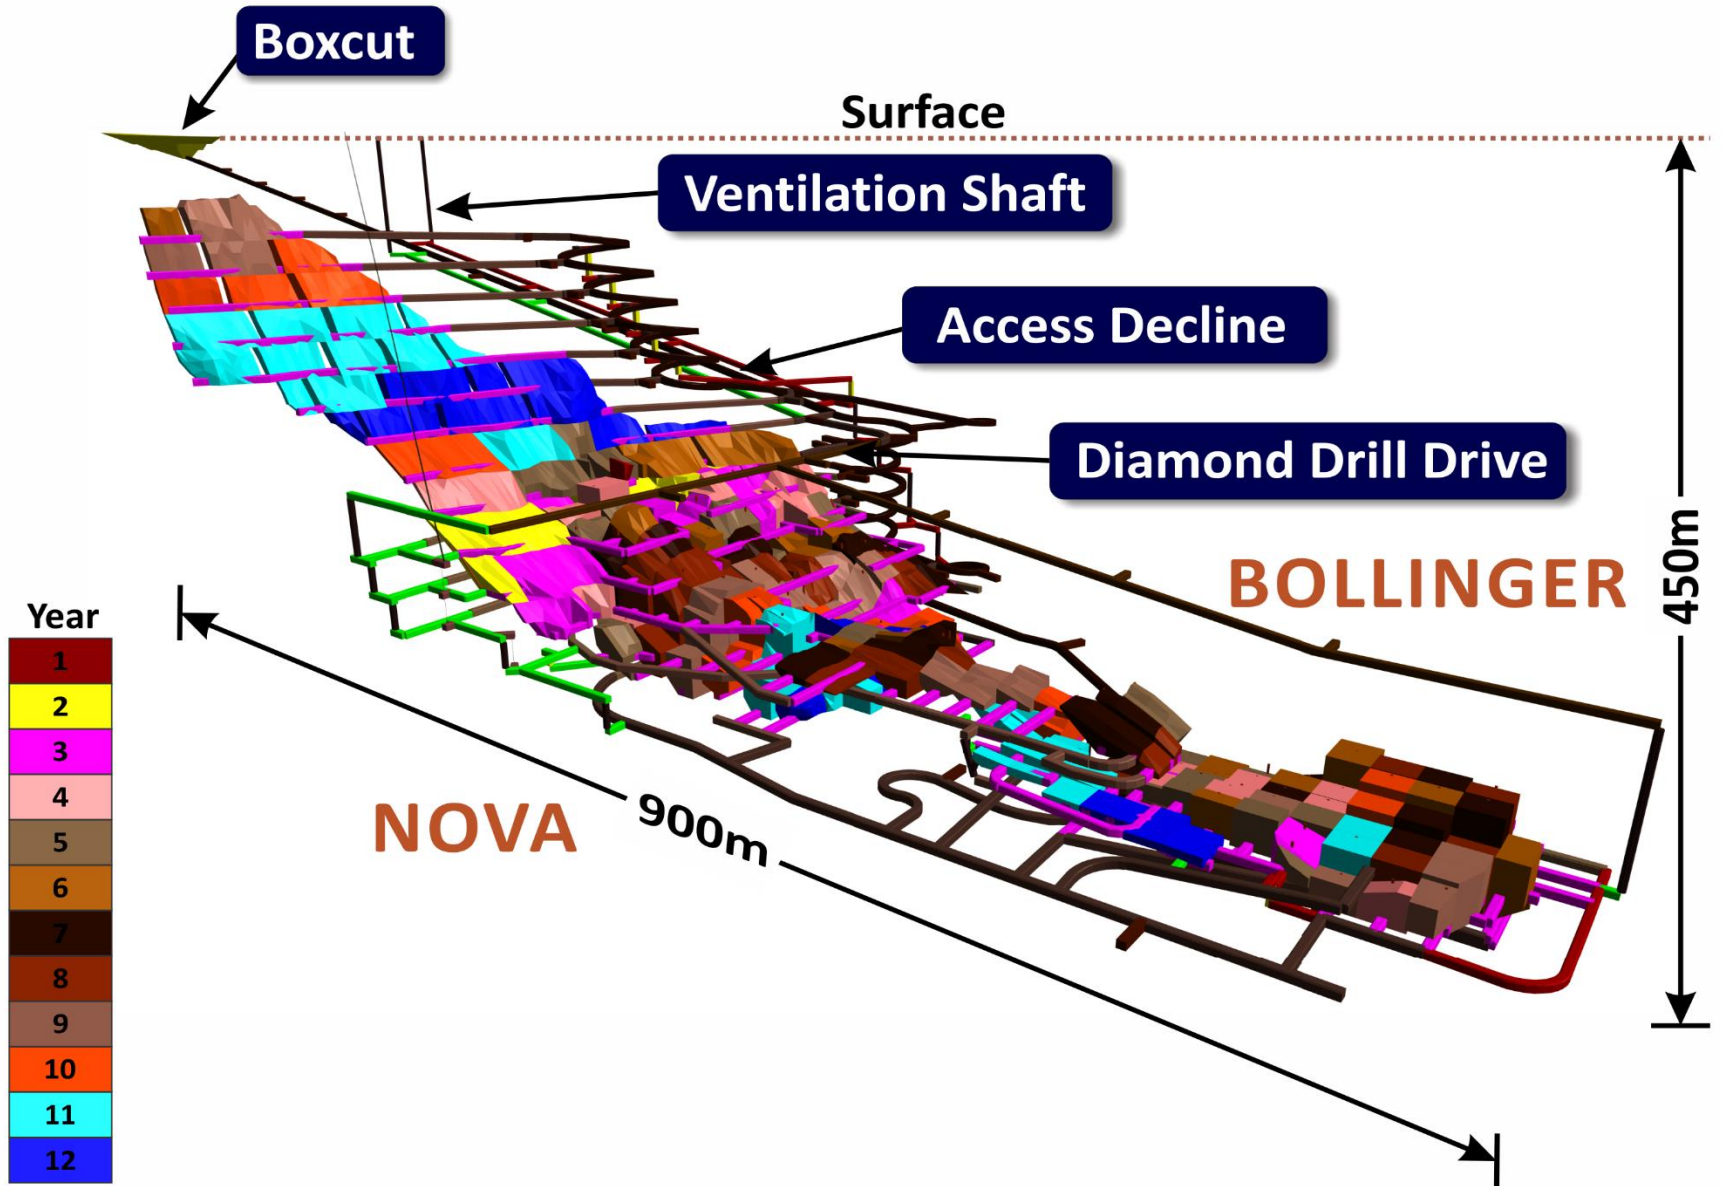 Boxcut
Surface
Ventilation Shaft
Access Decline
Diamond Drill Drive
BOLLINGER
450m
NOVA
900m
Year
1
2
3
4
5
6
7
8
9
10
11
12